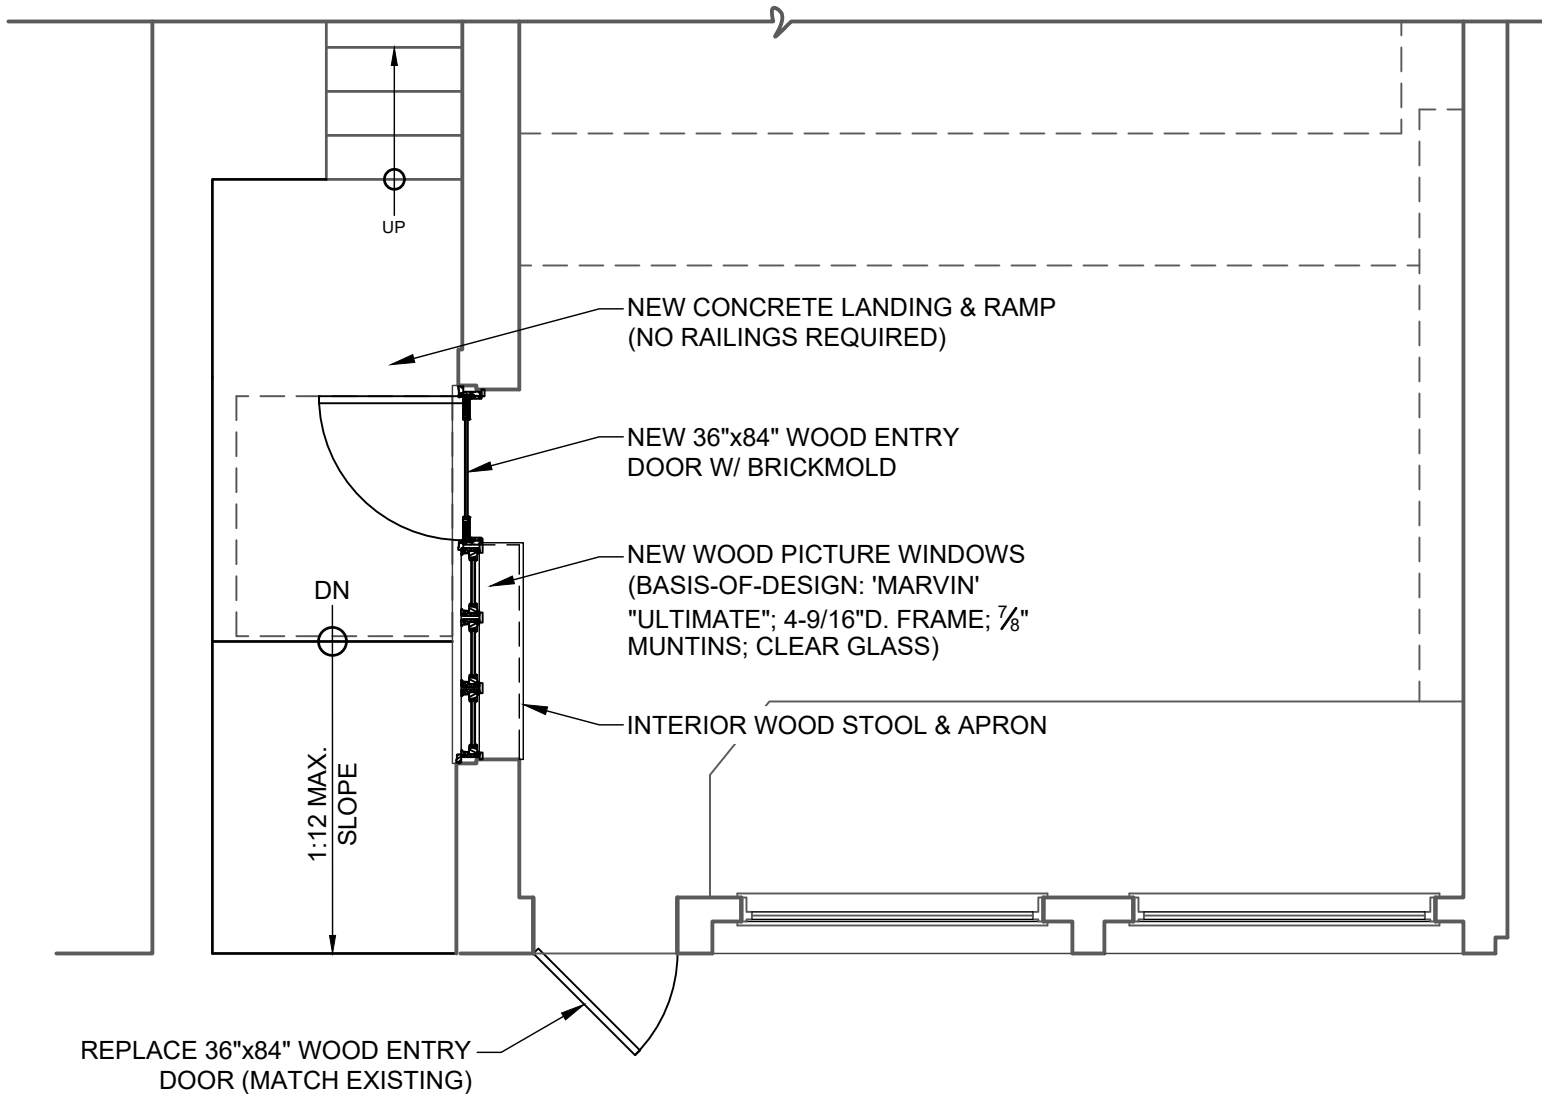 UP
NEW CONCRETE LANDING & RAMP
(NO RAILINGS REQUIRED)
NEW 36"x84" WOOD ENTRY
DOOR W/ BRICKMOLD
NEW WOOD PICTURE WINDOWS
(BASIS-OF-DESIGN: 'MARVIN'
"ULTIMATE"; 4-9/16"D. FRAME; ⅞"
MUNTINS; CLEAR GLASS)
DN
INTERIOR WOOD STOOL & APRON
1:12 MAX.
SLOPE
REPLACE 36"x84" WOOD ENTRY
DOOR (MATCH EXISTING)